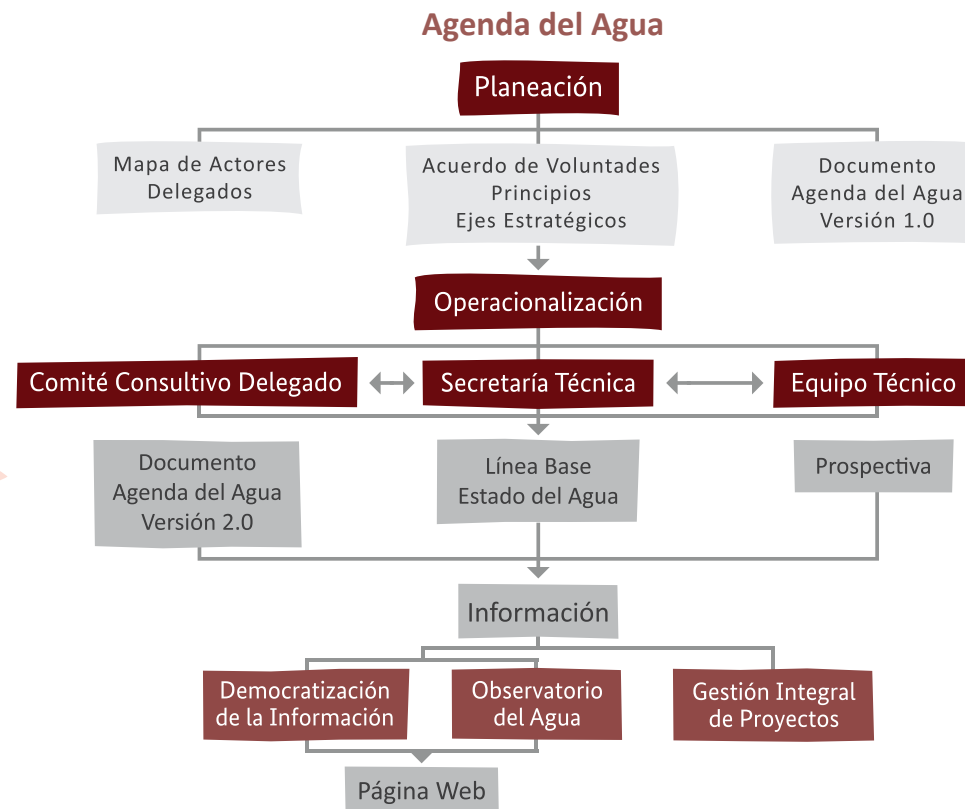 Agenda del Agua
Planeación
Mapa de Actores
Delegados
Acuerdo de Voluntades
Principios
Ejes Estratégicos
Documento
Agenda del Agua
Versión 1.0
Operacionalización
Comité Consultivo Delegado
Secretaría Técnica
Equipo Técnico
Documento
Agenda del Agua
Versión 2.0
Línea Base
Estado del Agua
Prospectiva
Información
Democratización
de la Información
Observatorio
del Agua
Gestión Integral
de Proyectos
Página Web